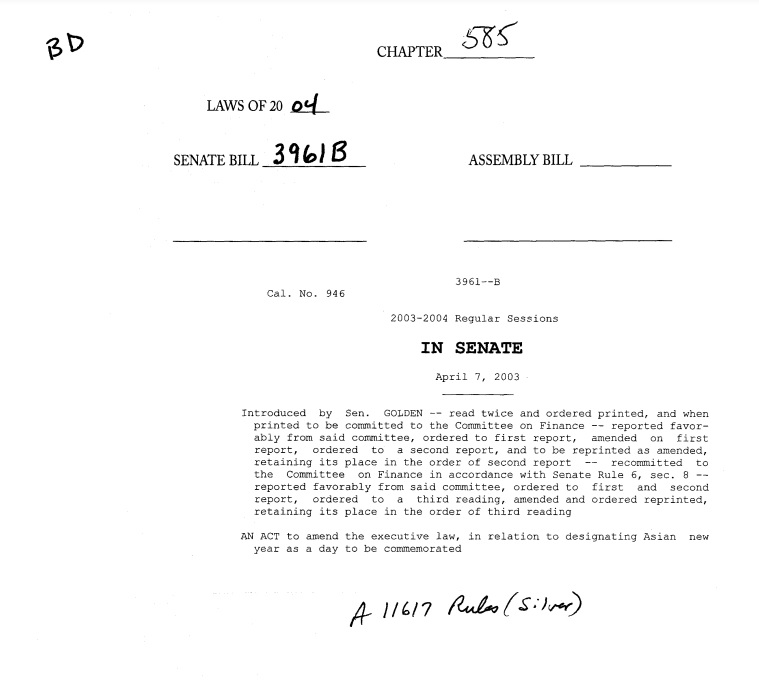 BD
CHAPTER 585
LAWS OF 20 04
SENATE BILL 3961B
ASSEMBLY BILL
3961--B
Cal. No. 946
2003-2004 Regular Sessions
IN SENATE
April 7, 2003
Introduced by Sen. GOLDEN -- read twice and ordered printed, and when
printed to be committed to the Committee on Finance -- reported favor-
ably from said committee, ordered to first report, amended on first
report, ordered to a second report, and to be reprinted as amended,
retaining its place in the order of second report -- recommitted to
the Committee on Finance in accordance with Senate Rule 6, sec. 8 --
reported favorably from said committee, ordered to first and second
report, ordered to a third reading, amended and ordered reprinted,
retaining its place in the order of third reading
AN ACT to amend the executive law, in relation to designating Asian new
year as a day to be commemorated
A 11617 Rules (Silver)